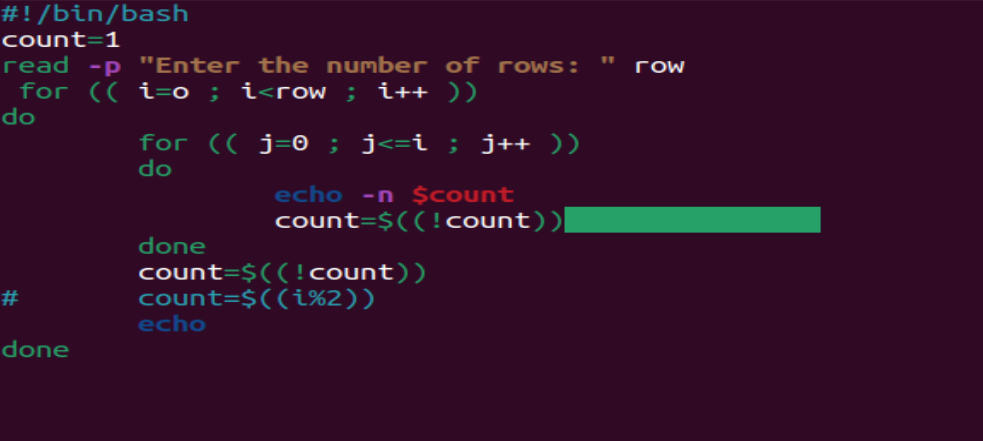 #!/bin/bash
count=1
read -p "Enter the number of rows: " row
 for (( i=o ; i<row ; i++ ))
do
        for (( j=0 ; j<=i ; j++ ))
        do
                echo -n $count
                count=$((!count))
        done
        count=$((!count))
#       count=$((i%2))
        echo
done